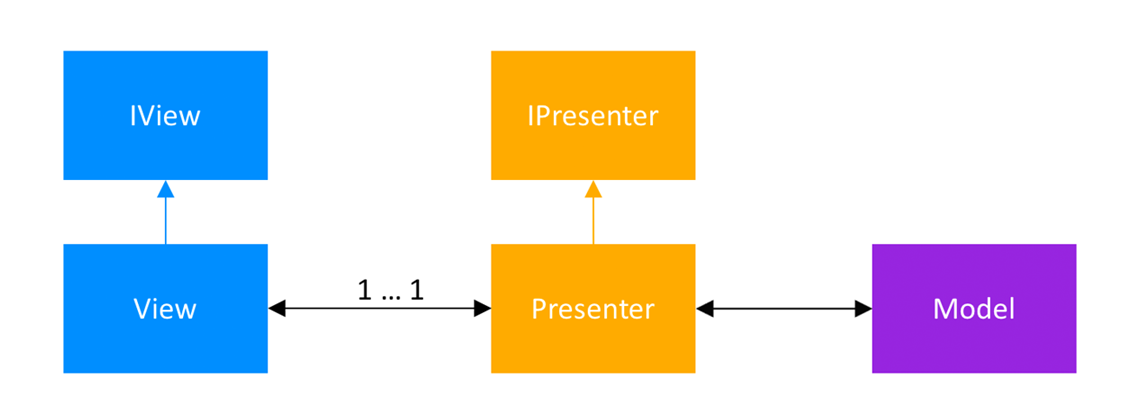 IView
IPresenter
View
1 ... 1
Presenter
Model